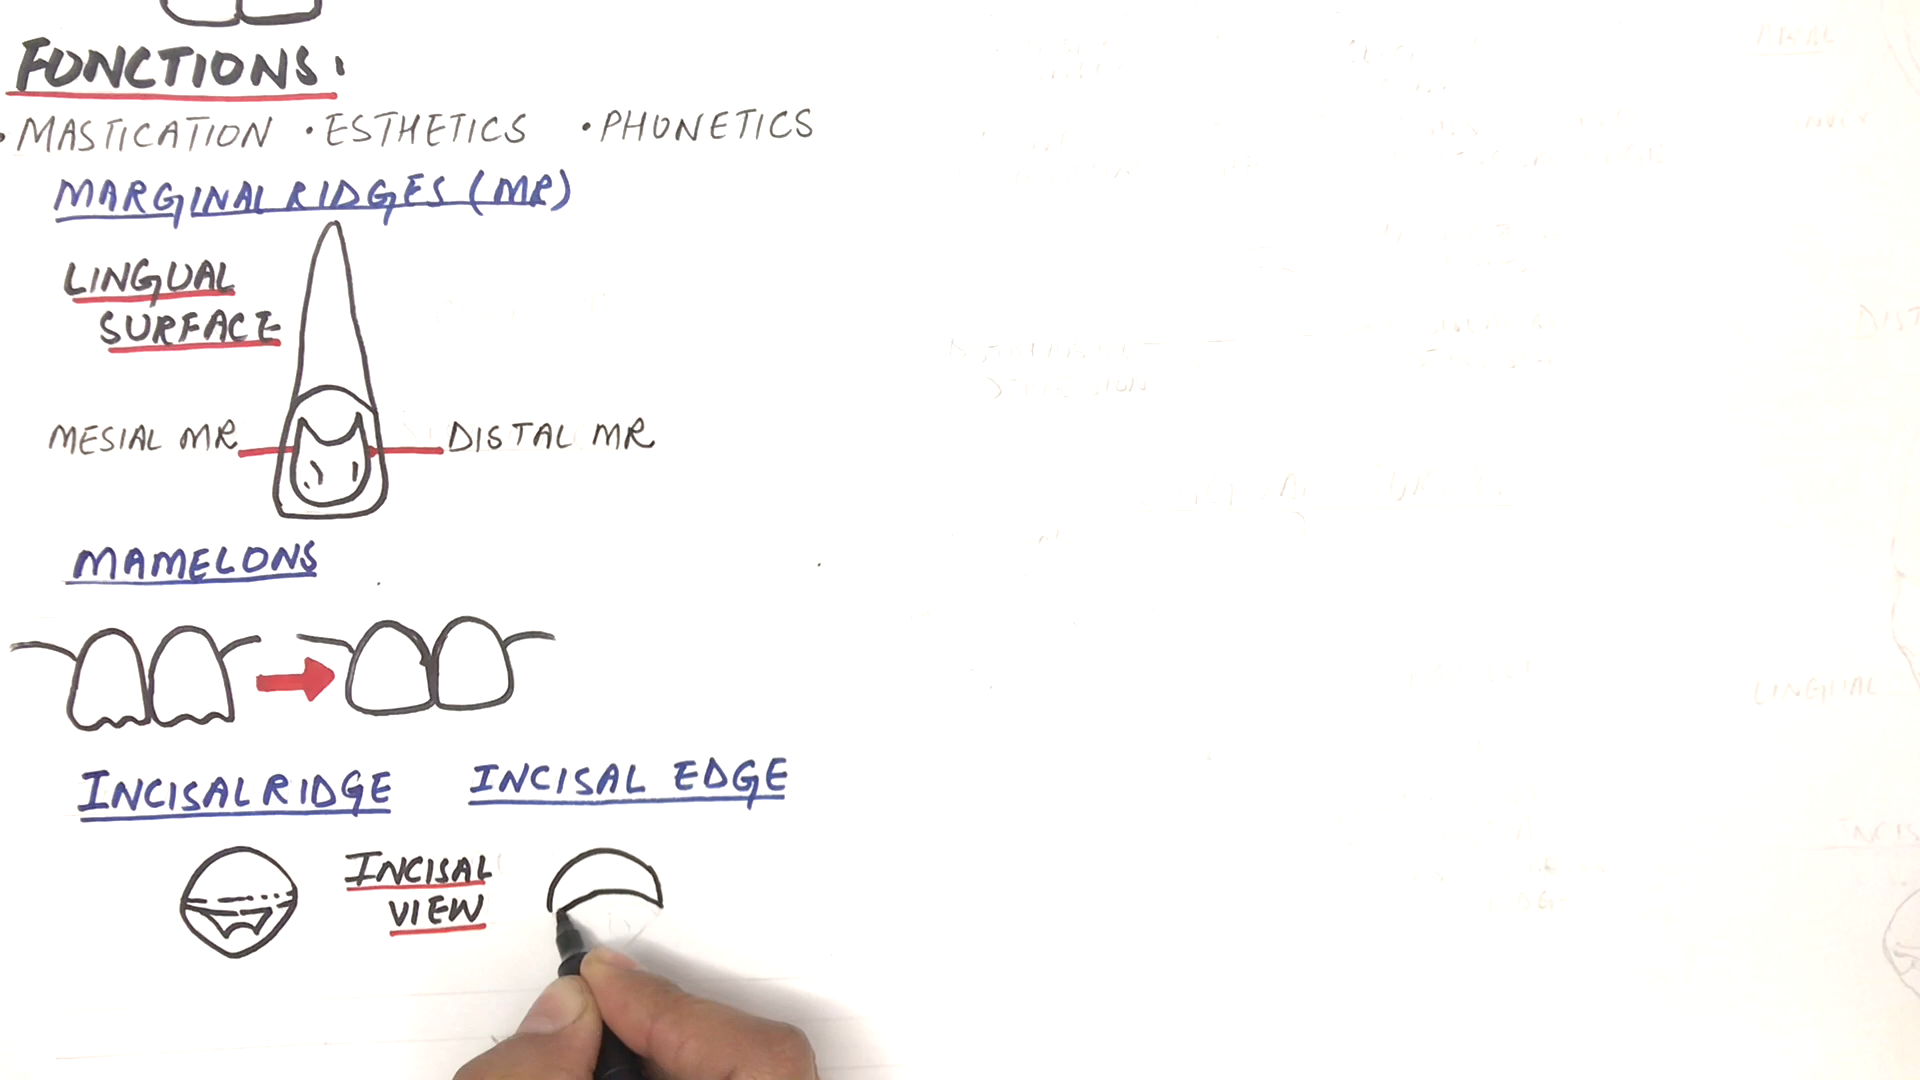 FUNCTIONS:
• MASTICATION • ESTHETICS • PHONETICS
MARGINAL RIDGES (MR)
LINGUAL
SURFACE
MESIAL MR
DISTAL MR
MAMELONS
INCISAL RIDGE
INCISAL EDGE
INCISAL
VIEW
LINGUAL